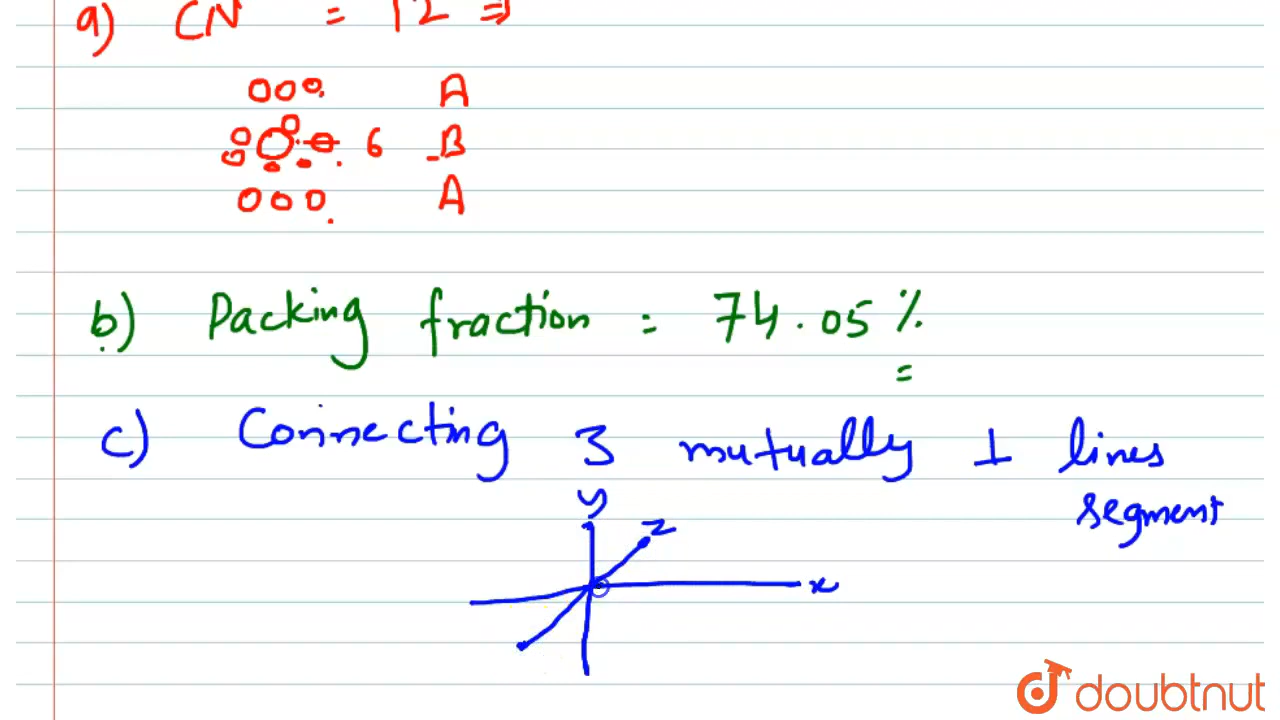 a) CN = 12 ⇒
A
6 B
A
b) Packing fraction = 74.05 %
c) Connecting 3 mutually ⊥ lines
segment
y
z
x
doubtnut